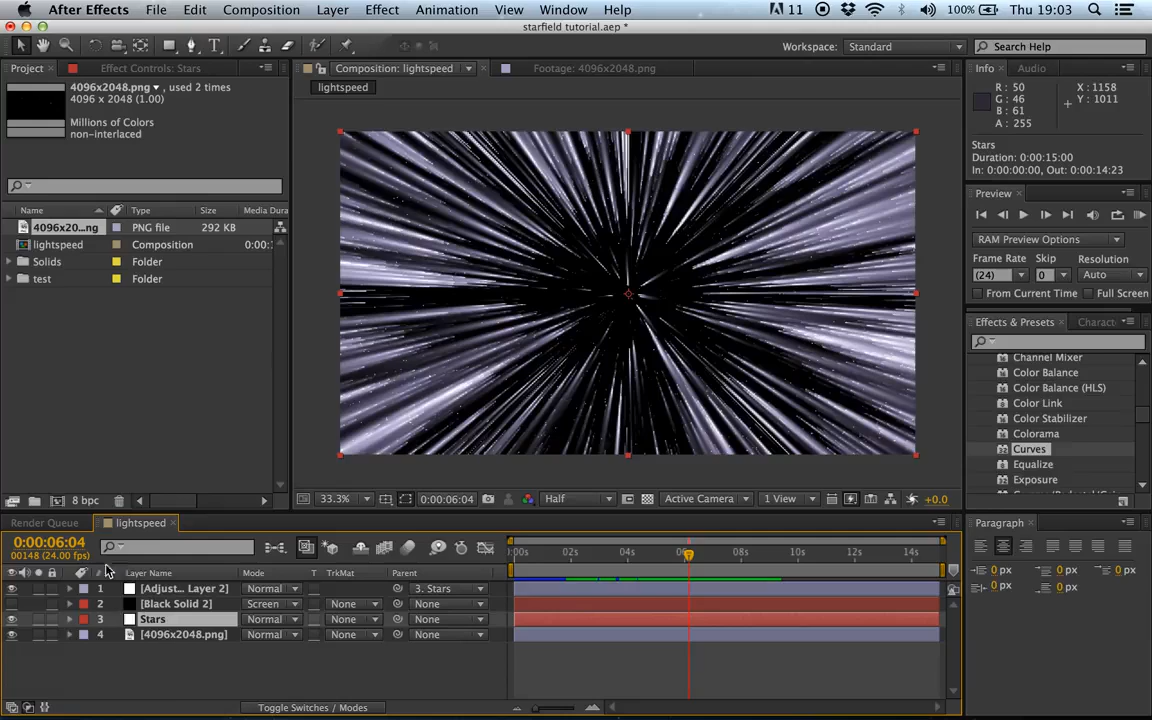 After Effects File Edit Composition Layer Effect Animation View Window Help 11 100% Thu 19:03
starfield tutorial.aep *
Workspace: Standard Search Help
Project Effect Controls: Stars Composition: lightspeed Footage: 4096x2048.png Info Audio
4096x2048.png▾, used 2 times
4096 x 2048 (1.00)
Millions of Colors
non-interlaced
lightspeed
R: 50 X: 1158
G: 46 Y: 1011
B: 61
A: 255
Stars
Duration: 0:00:15:00
In: 0:00:00:00, Out: 0:00:14:23
Preview
Name Type Size Media Dura
4096x20...ng PNG file 292 KB
lightspeed Composition 0:00:
Solids Folder
test Folder
RAM Preview Options
Frame Rate Skip Resolution
(24) 0 Auto
From Current Time Full Screen
Effects & Presets Charact
Channel Mixer
Color Balance
Color Balance (HLS)
Color Link
Color Stabilizer
Colorama
Curves
Equalize
Exposure
8 bpc 33.3% 0:00:06:04 Half Active Camera 1 View +0.0
Render Queue lightspeed
0:00:06:04
00148 (24.00 fps)
:00s 02s 04s 06s 08s 10s 12s 14s
# Layer Name Mode T TrkMat Parent
1 [Adjust... Layer 2] Normal 3. Stars
2 [Black Solid 2] Screen None None
3 Stars Normal None None
4 [4096x2048.png] Normal None None
Toggle Switches / Modes
Paragraph
0 px 0 px 0 px
0 px 0 px